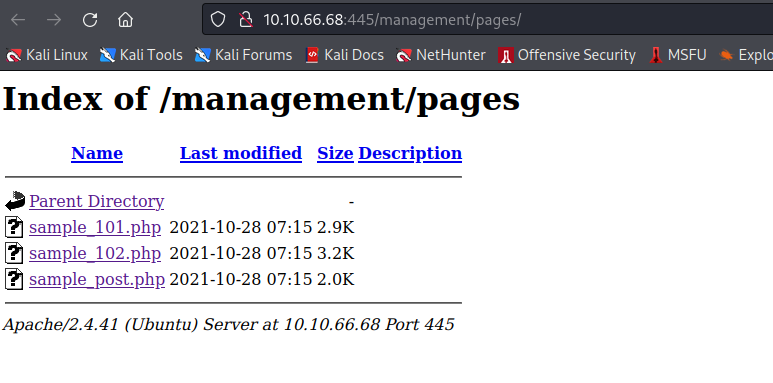 10.10.66.68:445/management/pages/
Kali Linux Kali Tools Kali Forums Kali Docs NetHunter Offensive Security MSFU Explo
Index of /management/pages
Name Last modified Size Description
Parent Directory -
sample_101.php 2021-10-28 07:15 2.9K
sample_102.php 2021-10-28 07:15 3.2K
sample_post.php 2021-10-28 07:15 2.0K
Apache/2.4.41 (Ubuntu) Server at 10.10.66.68 Port 445